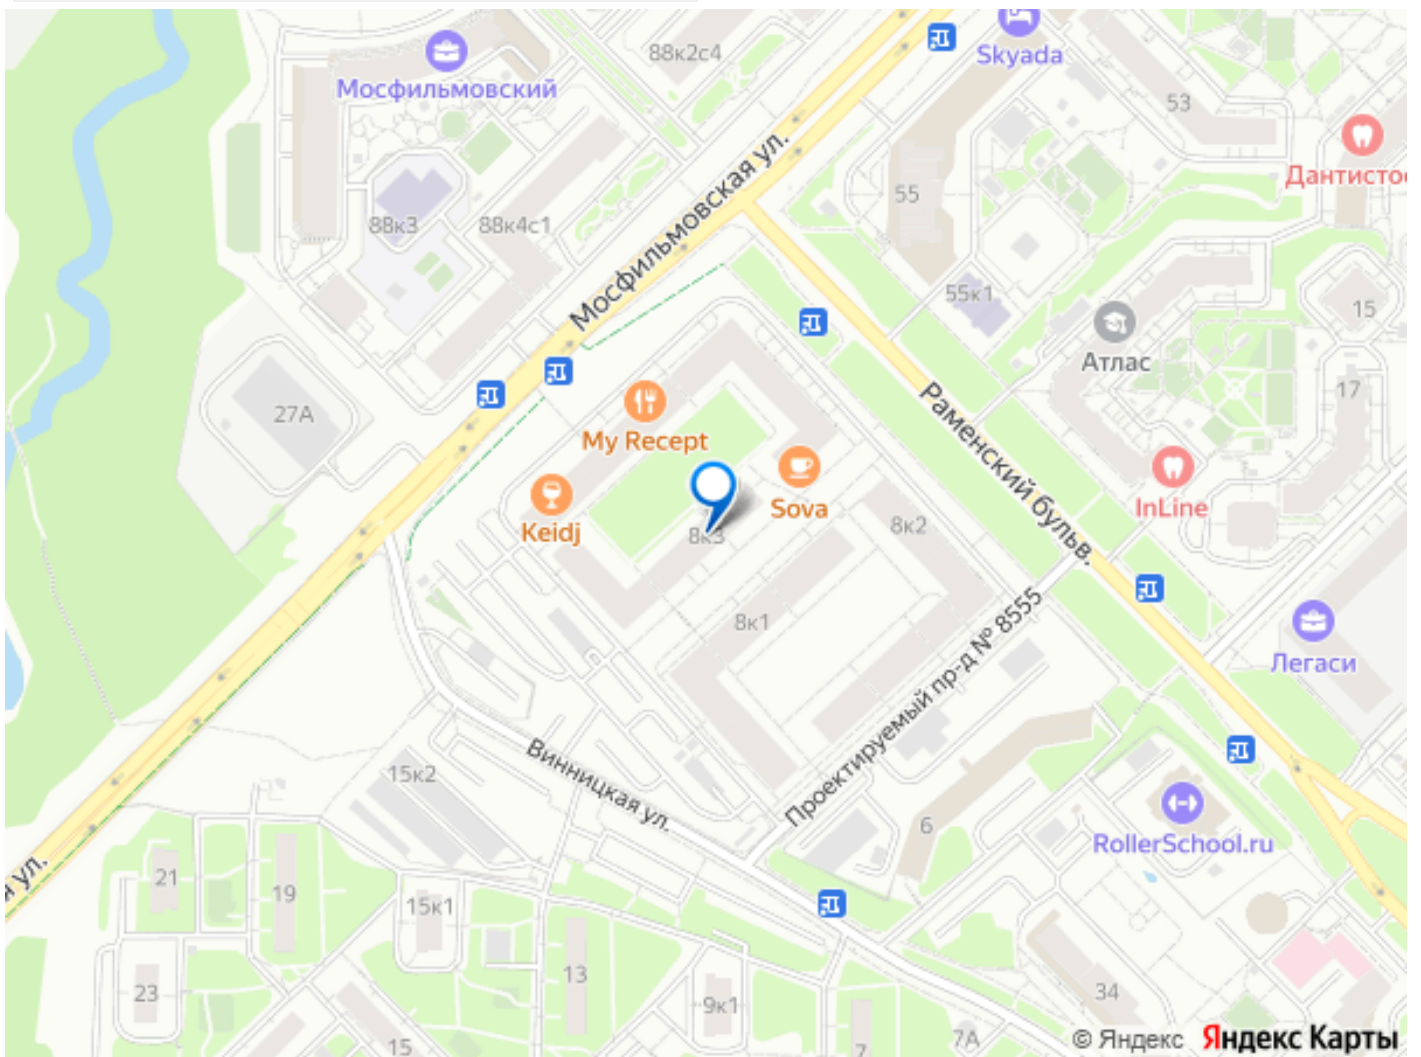 88к2с4
Skyada
Мосфильмовский
53
Дантистос
55
88к3
88к4с1
Мосфильмовская ул.
55к1
15
Атлас
17
27А
My Recept
Раменский бульв.
Keidj
Sova
InLine
8к3
8к2
8к1
Проектируемый пр-д № 8555
Легаси
Винницкая ул.
15к2
6
RollerSchool.ru
я ул.
21
19
15к1
13
23
9к1
34
15
7
7А
© Яндекс Яндекс Карты